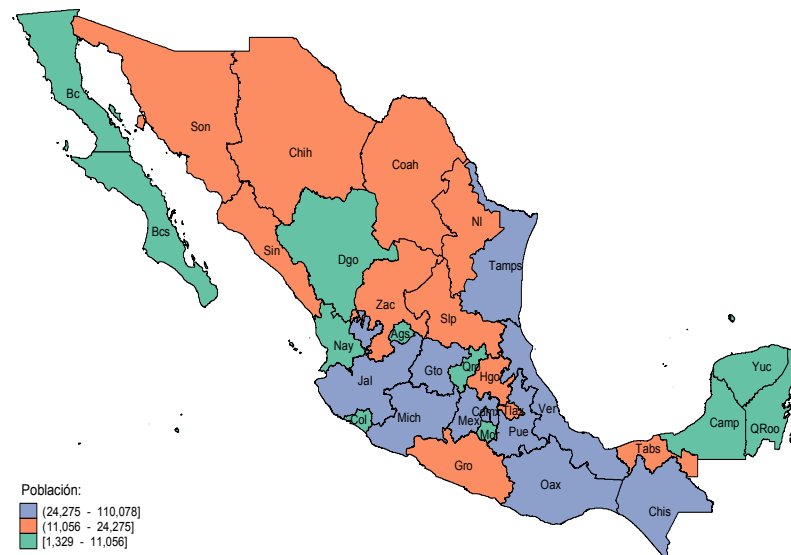 Bc
Son
Chih
Coah
Bcs
Nl
Sin
Dgo
Tamps
Zac
Slp
Nay
Ags
Jal
Gto
Qro
Hgo
Yuc
Col
Mich
Mex
Cdmx
Tlax
Ver
Camp
QRoo
Mor
Pue
Gro
Tabs
Oax
Chis
Población:
(24,275 - 110,078]
(11,056 - 24,275]
[1,329 - 11,056]